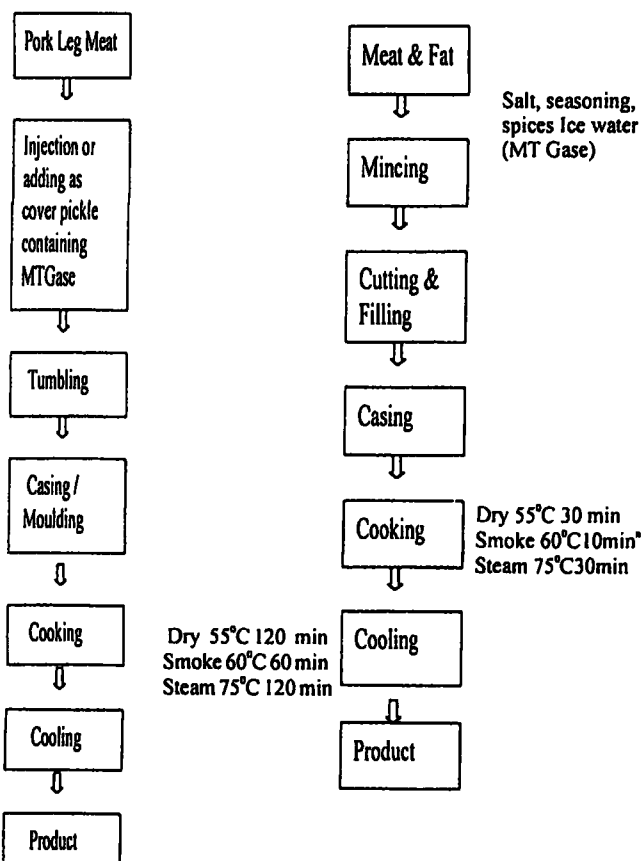 Pork Leg Meat
Injection or
adding as
cover pickle
containing
MTGase
Tumbling
Casing /
Moulding
Cooking
Dry 55°C 120 min
Smoke 60°C 60 min
Steam 75°C 120 min
Cooling
Product
Meat & Fat
Salt, seasoning,
spices Ice water
(MT Gase)
Mincing
Cutting &
Filling
Casing
Cooking
Dry 55°C 30 min
Smoke 60°C10min"
Steam 75°C30min
Cooling
Product